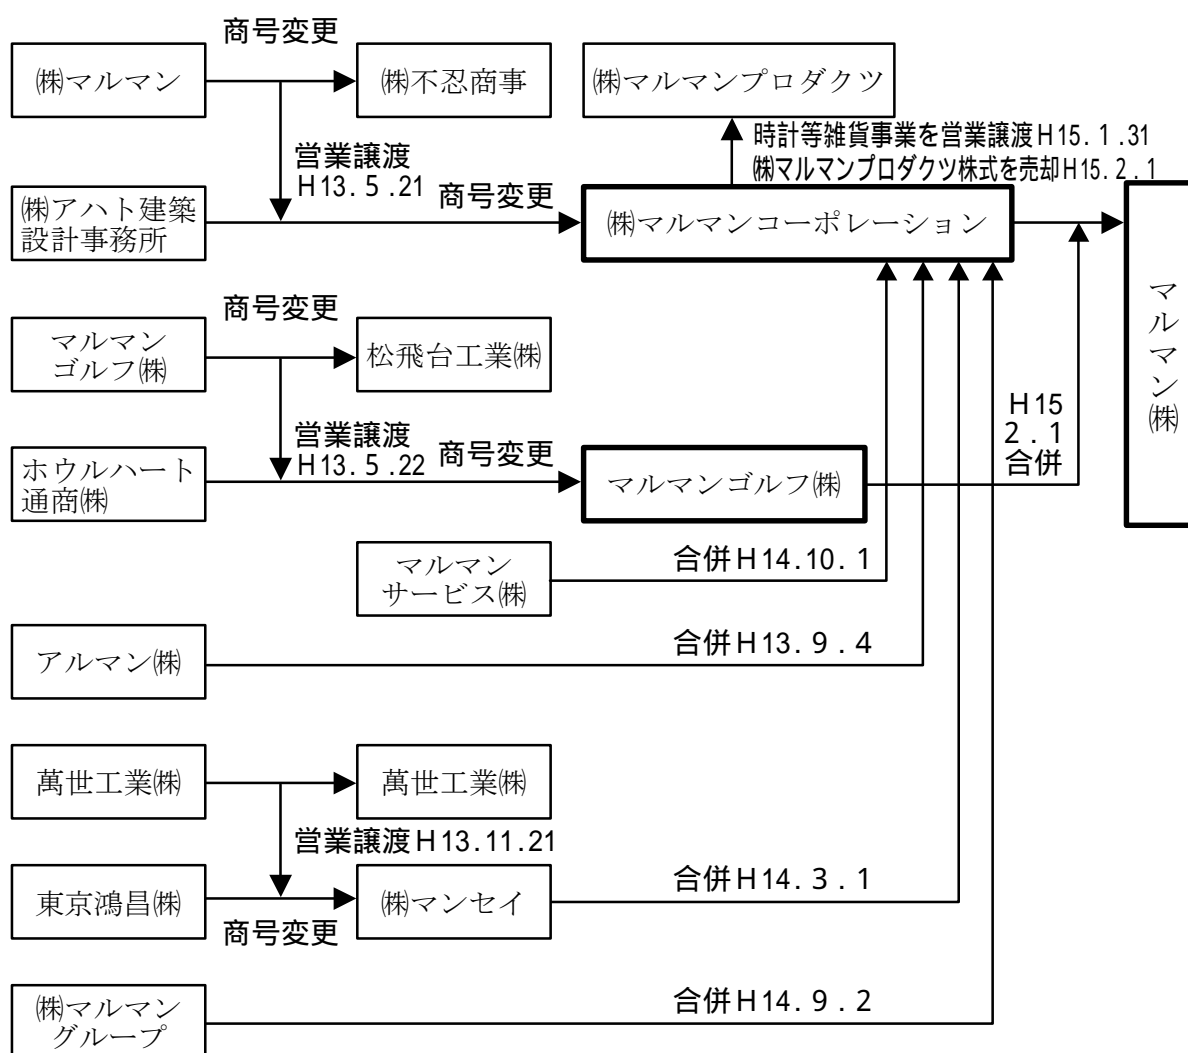 商号変更
㈱マルマン
㈱不忍商事
㈱マルマンプロダクツ
時計等雑貨事業を営業譲渡H15.1.31
㈱マルマンプロダクツ株式を売却H15.2.1
営業譲渡
H13.5.21
商号変更
㈱アハト建築
設計事務所
㈱マルマンコーポレーション
マルマン㈱
商号変更
マルマン
ゴルフ㈱
松飛台工業㈱
H15
2.1
合併
営業譲渡
H13.5.22
商号変更
ホウルハート
通商㈱
マルマンゴルフ㈱
マルマン
サービス㈱
合併H14.10.1
アルマン㈱
合併H13.9.4
萬世工業㈱
萬世工業㈱
営業譲渡H13.11.21
東京鴻昌㈱
㈱マンセイ
合併H14.3.1
商号変更
㈱マルマン
グループ
合併H14.9.2